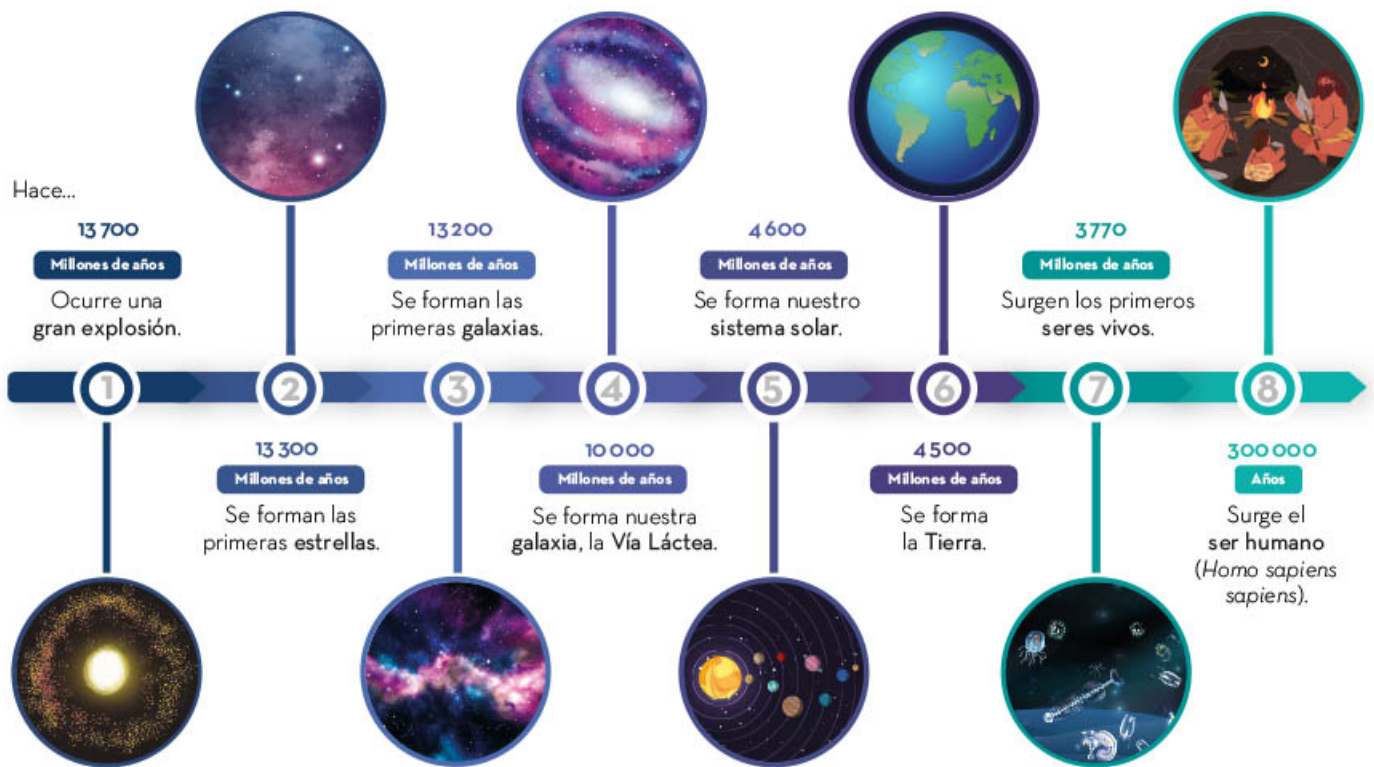 Hace...
13 700
Millones de años
Ocurre una
gran explosión.
1
2
13 300
Millones de años
Se forman las
primeras estrellas.
13 200
Millones de años
Se forman las
primeras galaxias.
3
4
10 000
Millones de años
Se forma nuestra
galaxia, la Vía Láctea.
4600
Millones de años
Se forma nuestro
sistema solar.
5
6
4500
Millones de años
Se forma
la Tierra.
3770
Millones de años
Surgen los primeros
seres vivos.
7
8
300 000
Años
Surge el
ser humano
(Homo sapiens
sapiens).